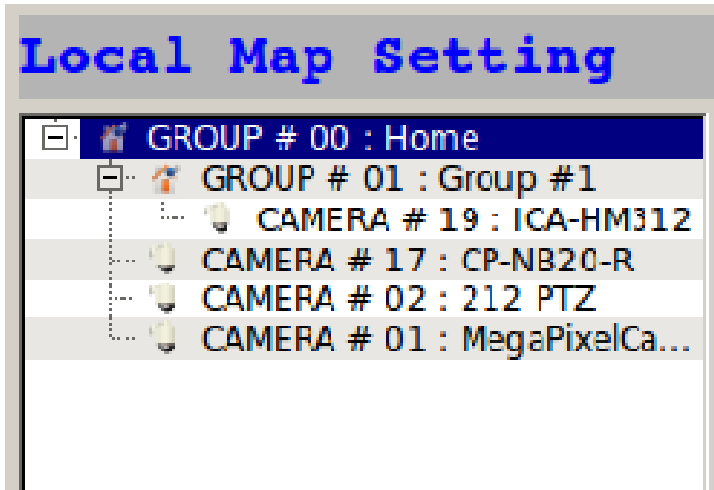 Local Map Setting
GROUP # 00 : Home
GROUP # 01 : Group #1
CAMERA # 19 : ICA-HM312
CAMERA # 17 : CP-NB20-R
CAMERA # 02 : 212 PTZ
CAMERA # 01 : MegaPixelCa...